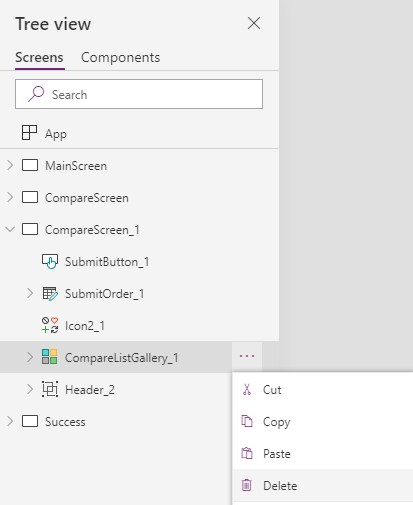 Tree view
Screens Components
Search
App
MainScreen
CompareScreen
CompareScreen_1
SubmitButton_1
SubmitOrder_1
Icon2_1
CompareListGallery_1
Header_2
Success
Cut
Copy
Paste
Delete